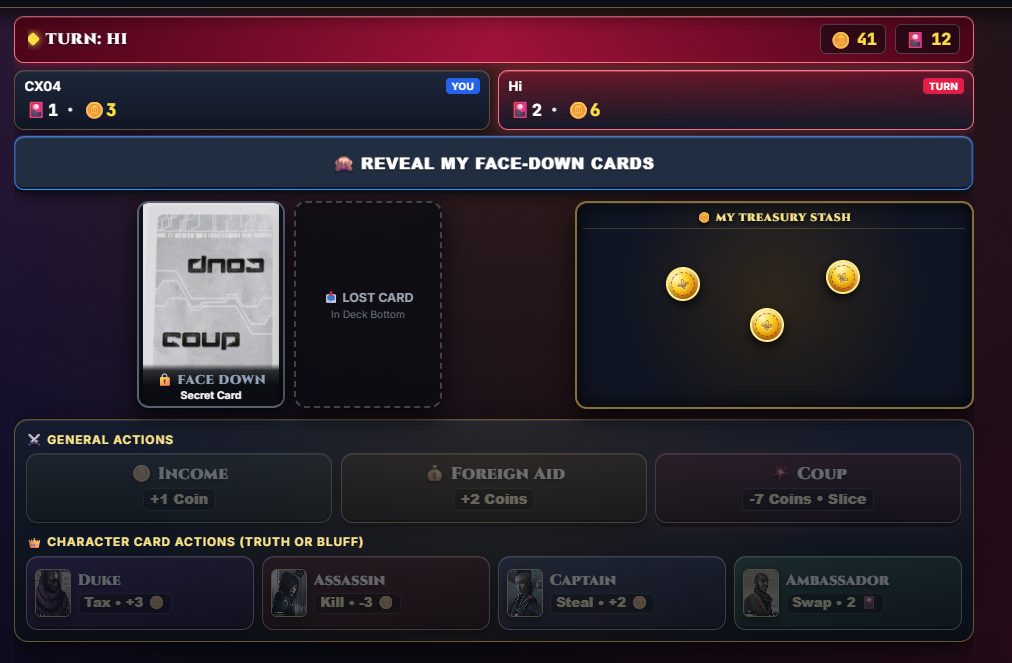 TURN: HI
41
12
CX04
YOU
1 • 3
Hi
TURN
2 • 6
REVEAL MY FACE-DOWN CARDS
coup
coup
FACE DOWN
Secret Card
LOST CARD
In Deck Bottom
MY TREASURY STASH
GENERAL ACTIONS
INCOME
+1 Coin
FOREIGN AID
+2 Coins
COUP
-7 Coins • Slice
CHARACTER CARD ACTIONS (TRUTH OR BLUFF)
DUKE
Tax • +3
ASSASSIN
Kill • -3
CAPTAIN
Steal • +2
AMBASSADOR
Swap • 2